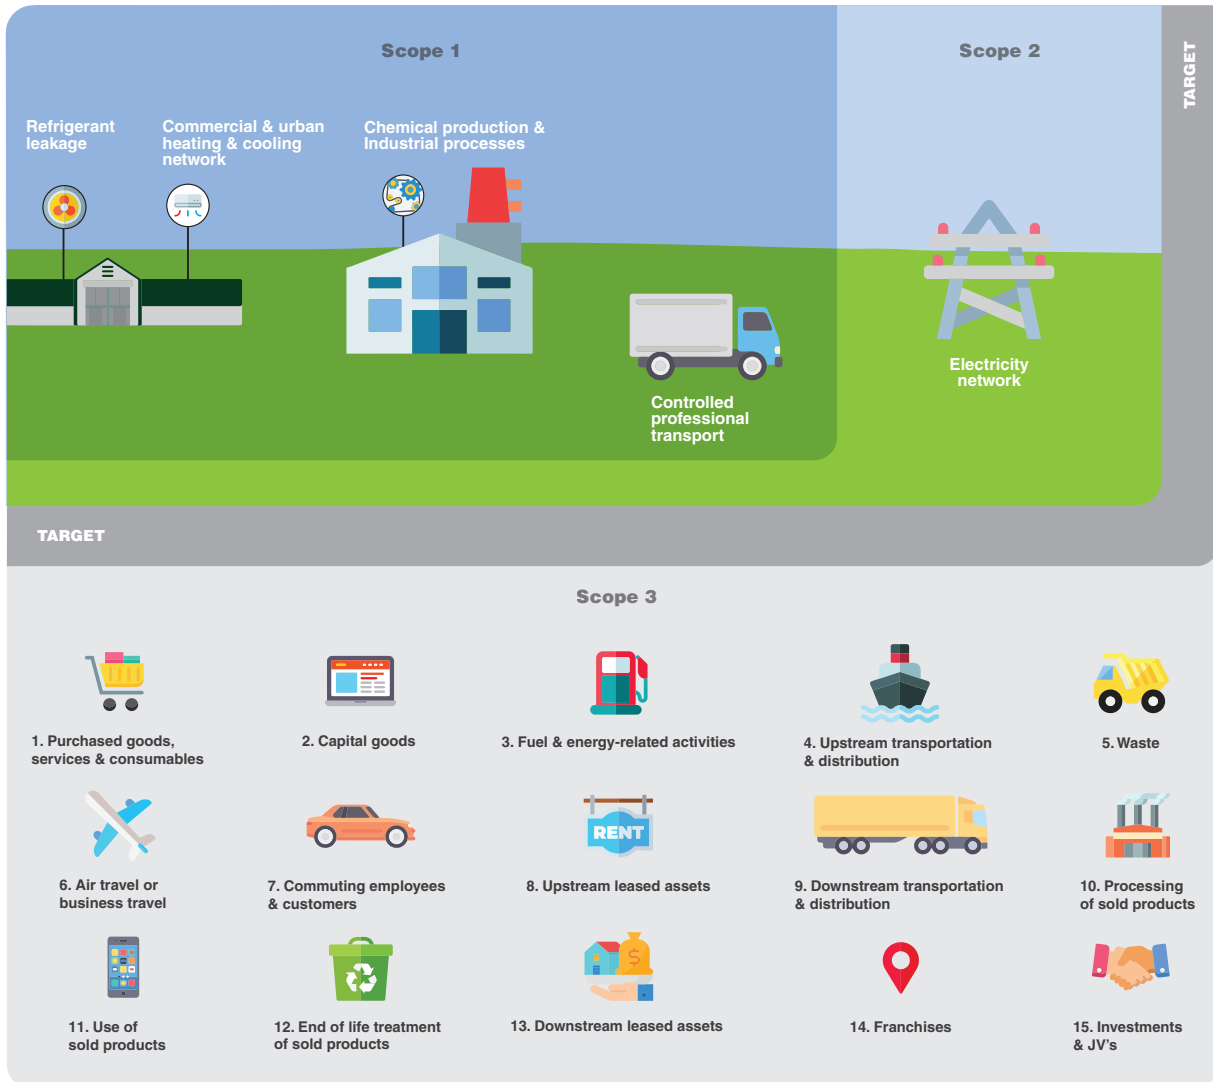 Scope 1
Scope 2
TARGET
Refrigerant
leakage
Commercial & urban
heating & cooling
network
Chemical production &
Industrial processes
Controlled
professional
transport
Electricity
network
TARGET
Scope 3
1. Purchased goods,
services & consumables
2. Capital goods
3. Fuel & energy-related activities
4. Upstream transportation
& distribution
5. Waste
6. Air travel or
business travel
7. Commuting employees
& customers
RENT
8. Upstream leased assets
9. Downstream transportation
& distribution
10. Processing
of sold products
11. Use of
sold products
12. End of life treatment
of sold products
$
13. Downstream leased assets
14. Franchises
15. Investments
& JV's